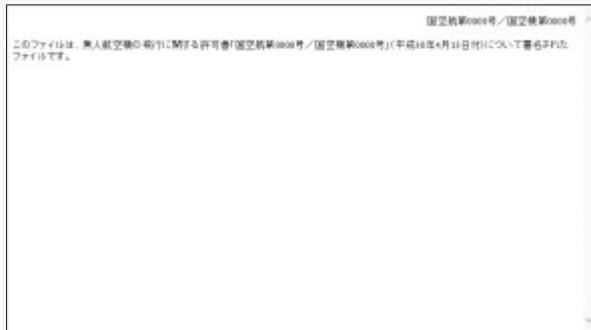 国空航第0000号／国空機第0000号
このファイルは、無人航空機の飛行に関する許可書「国空航第0000号／国空機第0000号」(平成30年4月18日付)について署名された
ファイルです。